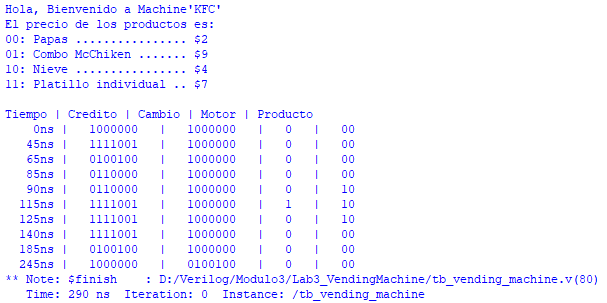 Hola, Bienvenido a Machine'KFC'
El precio de los productos es:
00: Papas ................ $2
01: Combo McChiken ....... $9
10: Nieve ................ $4
11: Platillo individual .. $7
Tiempo | Credito | Cambio | Motor | Producto
0ns | 1000000 | 1000000 | 0 | 00
45ns | 1111001 | 1000000 | 0 | 00
65ns | 0100100 | 1000000 | 0 | 00
85ns | 0110000 | 1000000 | 0 | 00
90ns | 0110000 | 1000000 | 0 | 10
115ns | 1111001 | 1000000 | 1 | 10
125ns | 1111001 | 1000000 | 0 | 10
140ns | 1111001 | 1000000 | 0 | 00
185ns | 0100100 | 1000000 | 0 | 00
245ns | 1000000 | 0100100 | 0 | 00
** Note: $finish : D:/Verilog/Modulo3/Lab3_VendingMachine/tb_vending_machine.v(80)
Time: 290 ns Iteration: 0 Instance: /tb_vending_machine